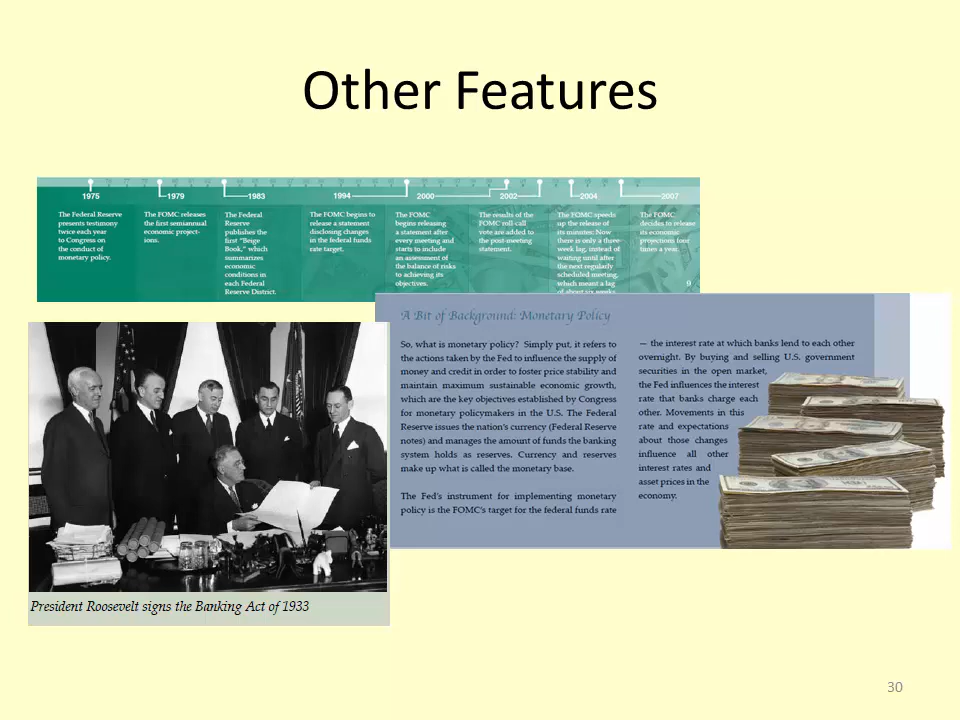 Other Features
1975
The Federal Reserve
presents testimony
twice each year
to Congress on
the conduct of
monetary policy.
1979
The FOMC releases
the first semiannual
economic project-
ions.
1983
The Federal
Reserve
publishes the
first "Beige
Book," which
summarizes
economic
conditions in
each Federal
Reserve District.
1994
The FOMC begins to
release a statement
disclosing changes
in the federal funds
rate target.
2000
The FOMC
begins releasing
a statement after
every meeting and
starts to include
an assessment of
the balance of risks
to achieving its
objectives.
2002
The results of the
FOMC roll-call
vote are added to
the post-meeting
statement.
2004
The FOMC speeds
up the release of
its minutes: Now
there is only a three
week lag, instead of
waiting until after
the next regularly
scheduled meeting,
which meant a lag
of about six weeks.
2007
The FOMC
decides to release
its economic
projections four
times a year.
9
A Bit of Background: Monetary Policy
So, what is monetary policy? Simply put, it refers to
the actions taken by the Fed to influence the supply of
money and credit in order to foster price stability and
maintain maximum sustainable economic growth,
which are the key objectives established by Congress
for monetary policymakers in the U.S. The Federal
Reserve issues the nation's currency (Federal Reserve
notes) and manages the amount of funds the banking
system holds as reserves. Currency and reserves
make up what is called the monetary base.
The Fed's instrument for implementing monetary
policy is the FOMC's target for the federal funds rate
— the interest rate at which banks lend to each other
overnight. By buying and selling U.S. government
securities in the open market,
the Fed influences the interest
rate that banks charge each
other. Movements in this
rate and expectations
about those changes
influence all other
interest rates and
asset prices in the
economy.
President Roosevelt signs the Banking Act of 1933
30